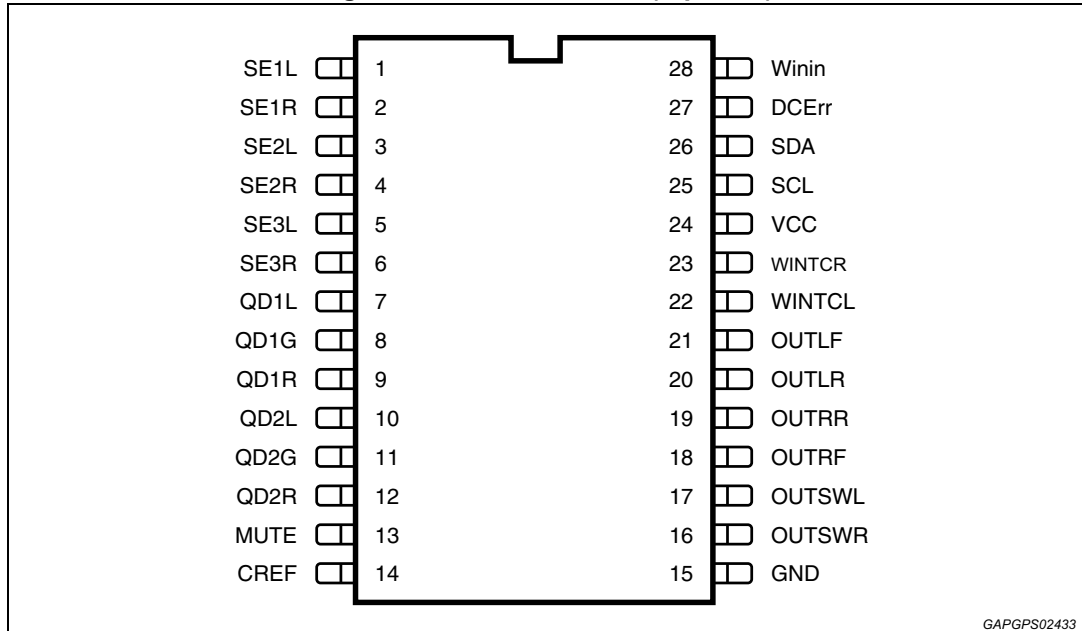 SE1L 1 28 Winin
SE1R 2 27 DCErr
SE2L 3 26 SDA
SE2R 4 25 SCL
SE3L 5 24 VCC
SE3R 6 23 WINTCR
QD1L 7 22 WINTCL
QD1G 8 21 OUTLF
QD1R 9 20 OUTLR
QD2L 10 19 OUTRR
QD2G 11 18 OUTRF
QD2R 12 17 OUTSWL
MUTE 13 16 OUTSWR
CREF 14 15 GND
GAPGPS02433